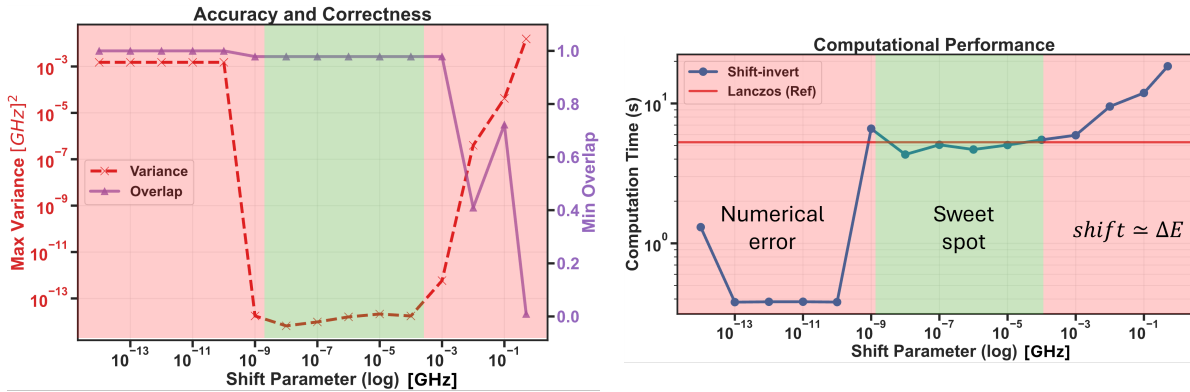 Accuracy and Correctness
Max Variance [GHz]²
10⁻³
10⁻⁵
10⁻⁷
10⁻⁹
10⁻¹¹
10⁻¹³
Variance
Overlap
1.0
0.8
0.6
0.4
0.2
0.0
Min Overlap
10⁻¹³ 10⁻¹¹ 10⁻⁹ 10⁻⁷ 10⁻⁵ 10⁻³ 10⁻¹
Shift Parameter (log) [GHz]
Computational Performance
Computation Time (s)
10¹
10⁰
Shift-invert
Lanczos (Ref)
Numerical
error
Sweet
spot
shift ≃ ΔE
10⁻¹³ 10⁻¹¹ 10⁻⁹ 10⁻⁷ 10⁻⁵ 10⁻³ 10⁻¹
Shift Parameter (log) [GHz]